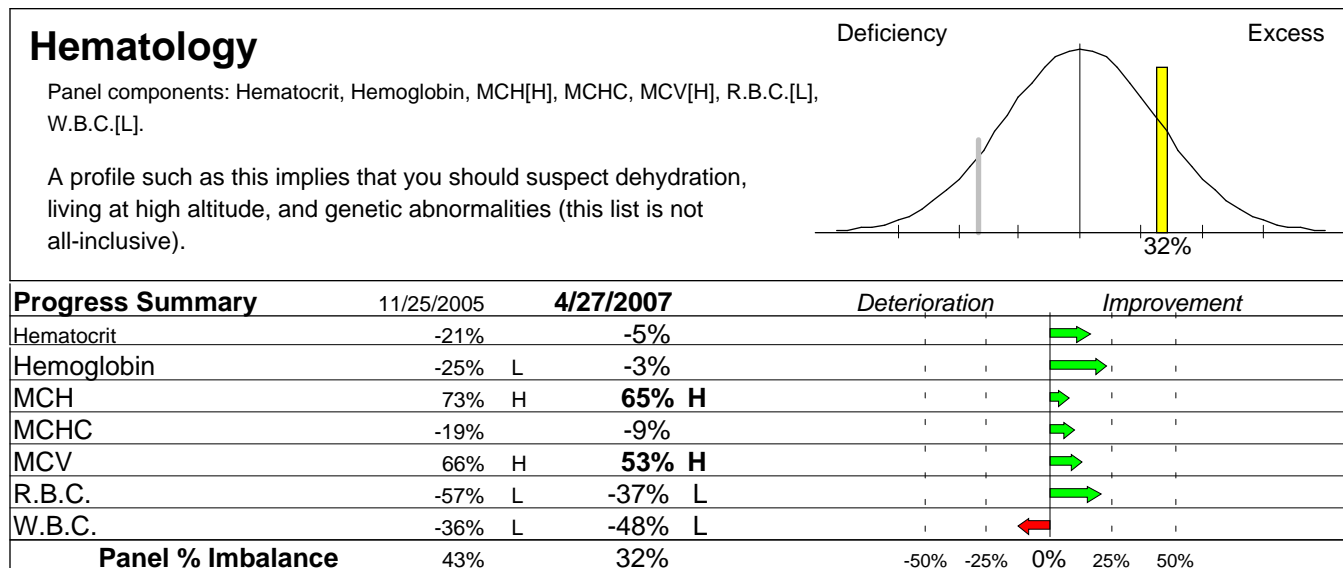 Hematology
Deficiency Excess
Panel components: Hematocrit, Hemoglobin, MCH[H], MCHC, MCV[H], R.B.C.[L],
W.B.C.[L].
A profile such as this implies that you should suspect dehydration,
living at high altitude, and genetic abnormalities (this list is not
all-inclusive).
32%
Progress Summary 11/25/2005 4/27/2007 Deterioration Improvement
Hematocrit -21% -5%
Hemoglobin -25% L -3%
MCH 73% H 65% H
MCHC -19% -9%
MCV 66% H 53% H
R.B.C. -57% L -37% L
W.B.C. -36% L -48% L
Panel % Imbalance 43% 32% -50% -25% 0% 25% 50%